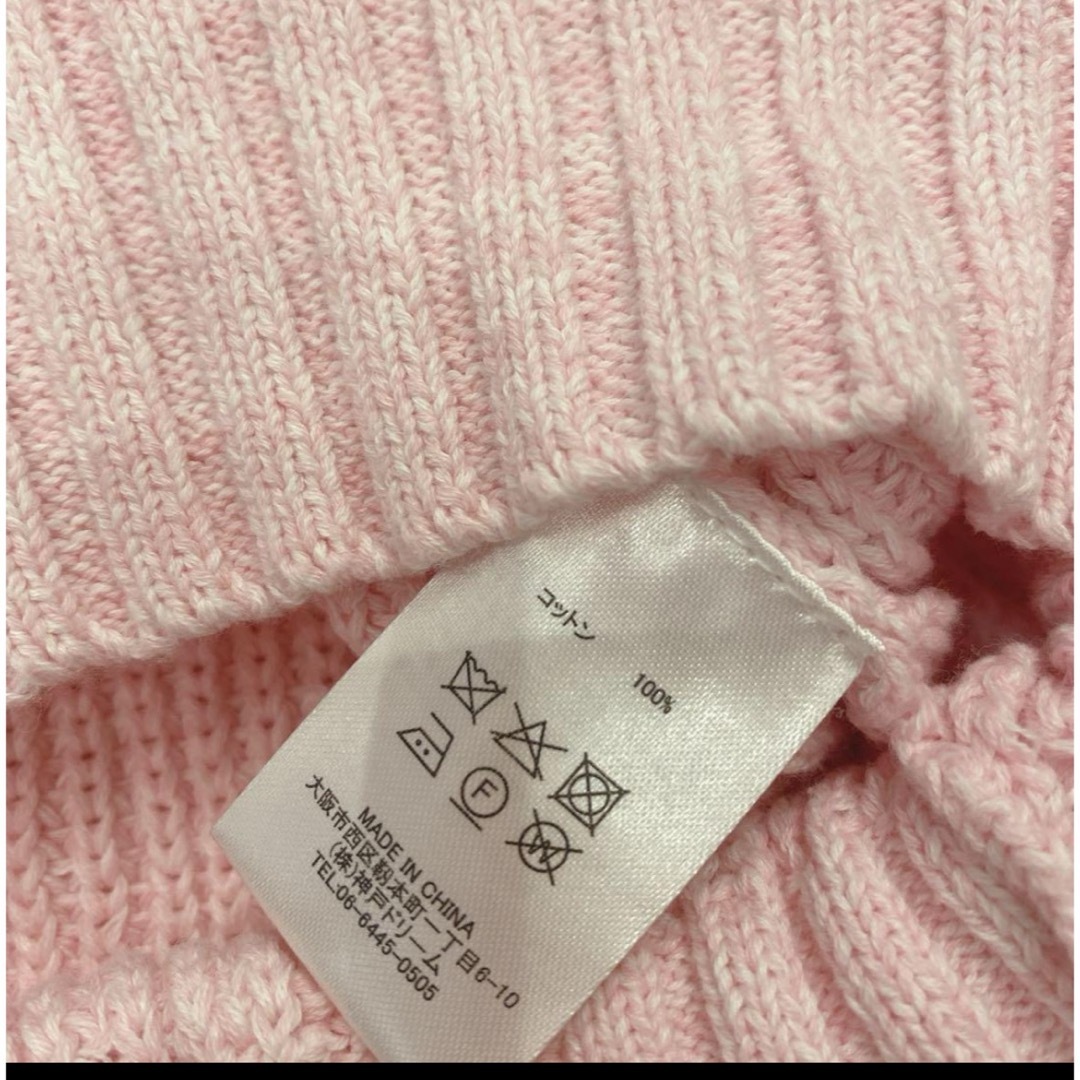 コットン
100%
F
W
MADE IN CHINA
大阪市西区靱本町一丁目6-10
(株)神戸ドリーム
TEL:06-6445-0505